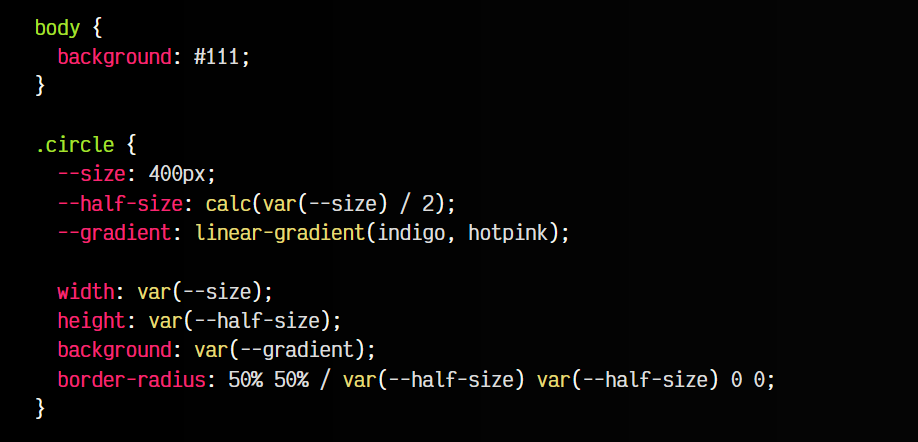 body {
  background: #111;
}

.circle {
  --size: 400px;
  --half-size: calc(var(--size) / 2);
  --gradient: linear-gradient(indigo, hotpink);

  width: var(--size);
  height: var(--half-size);
  background: var(--gradient);
  border-radius: 50% 50% / var(--half-size) var(--half-size) 0 0;
}